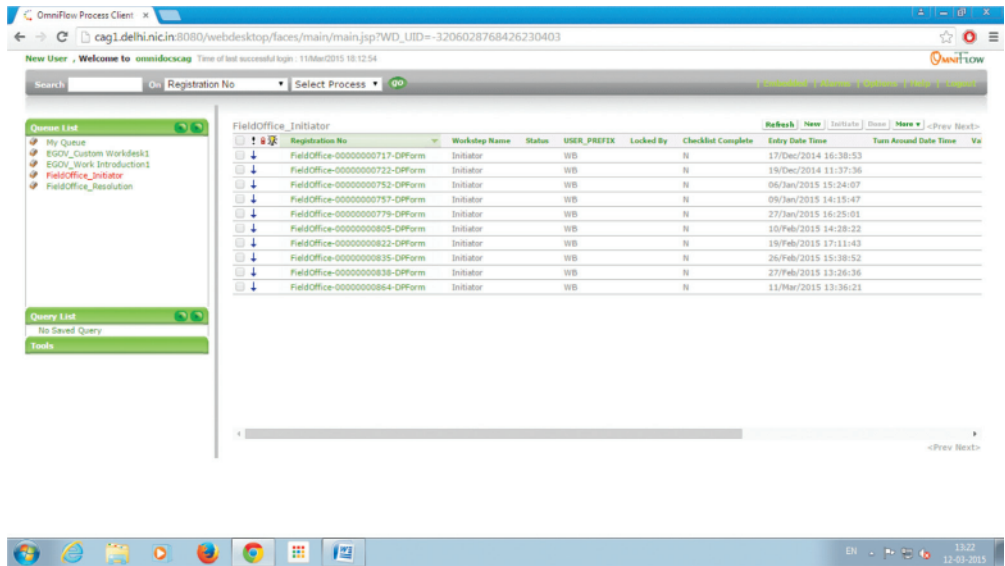 OmniFlow Process Client ×
cag1.delhi.nic.in:8080/webdesktop/faces/main/main.jsp?WD_UID=-3206028768426230403
New User , Welcome to omnidocscag Time of last successful login : 11/Mar/2015 18:12:54
OMNIFLOW
Search On Registration No Select Process GO | Options | Help | Logout
Queue List
My Queue
EGOV_Custom Workdesk1
EGOV_Work Introduction1
FieldOffice_Initiator
FieldOffice_Resolution
Query List
No Saved Query
Tools
FieldOffice_Initiator Refresh New Initiate Done More <Prev Next>
Registration No Workstep Name Status USER_PREFIX Locked By Checklist Complete Entry Date Time Turn Around Date Time Va
FieldOffice-00000000717-DPForm Initiator WB N 17/Dec/2014 16:38:53
FieldOffice-00000000722-DPForm Initiator WB N 19/Dec/2014 11:37:36
FieldOffice-00000000752-DPForm Initiator WB N 06/Jan/2015 15:24:07
FieldOffice-00000000757-DPForm Initiator WB N 09/Jan/2015 14:15:47
FieldOffice-00000000779-DPForm Initiator WB N 27/Jan/2015 16:25:01
FieldOffice-00000000805-DPForm Initiator WB N 10/Feb/2015 14:28:22
FieldOffice-00000000822-DPForm Initiator WB N 19/Feb/2015 17:11:43
FieldOffice-00000000835-DPForm Initiator WB N 26/Feb/2015 15:38:52
FieldOffice-00000000838-DPForm Initiator WB N 27/Feb/2015 13:26:36
FieldOffice-00000000864-DPForm Initiator WB N 11/Mar/2015 13:36:21
<Prev Next>
EN 13:22
12-03-2015